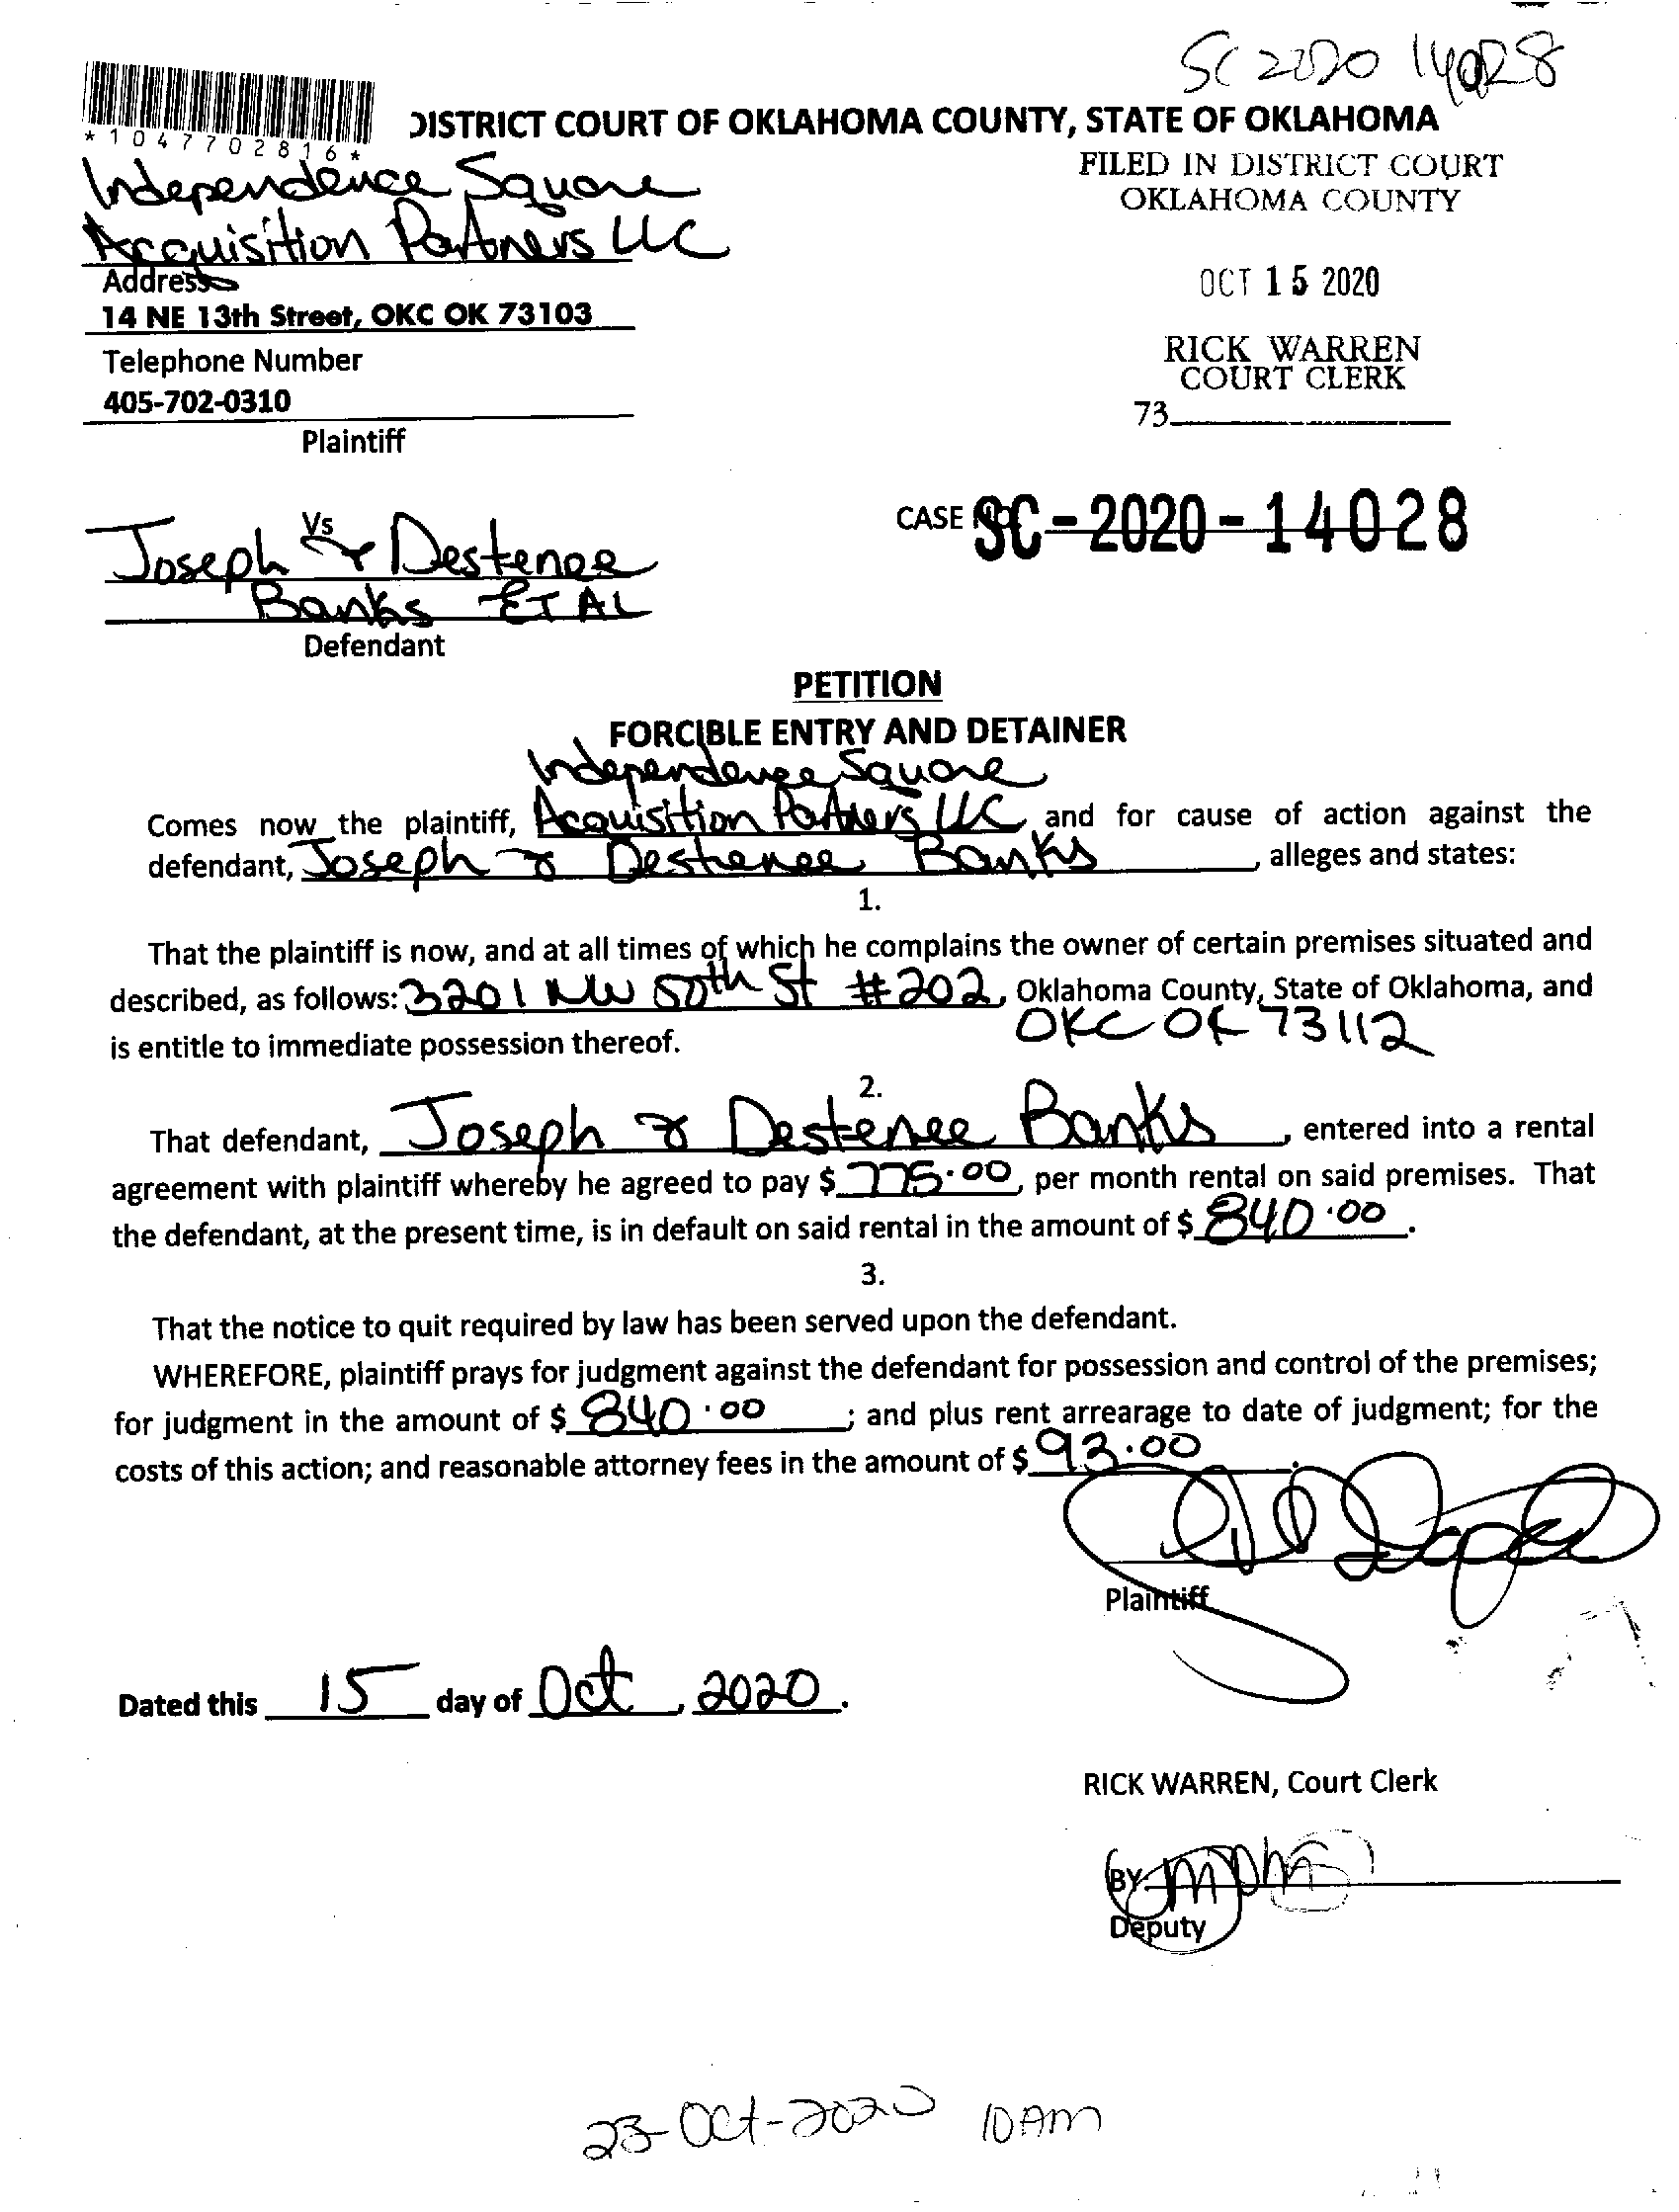 SC 2020 14028
*1047702816*
DISTRICT COURT OF OKLAHOMA COUNTY, STATE OF OKLAHOMA
FILED IN DISTRICT COURT
OKLAHOMA COUNTY
Independence Square
Acquisition Partners LLC
Address
14 NE 13th Street, OKC OK 73103
Telephone Number
405-702-0310
Plaintiff
OCT 15 2020
RICK WARREN
COURT CLERK
73
Vs
Joseph & Destenee
Banks ET AL
Defendant
CASE NO SC-2020-14028
PETITION
FORCIBLE ENTRY AND DETAINER
Independence Square
Comes now the plaintiff, Acquisition Partners LLC and for cause of action against the
defendant, Joseph & Destenee Banks, alleges and states:
1.
That the plaintiff is now, and at all times of which he complains the owner of certain premises situated and
described, as follows: 3201 NW 50th St #202, Oklahoma County, State of Oklahoma, and
OKC OK 73112
is entitle to immediate possession thereof.
2.
That defendant, Joseph & Destenee Banks, entered into a rental
agreement with plaintiff whereby he agreed to pay $ 775.00, per month rental on said premises. That
the defendant, at the present time, is in default on said rental in the amount of $ 840.00.
3.
That the notice to quit required by law has been served upon the defendant.
WHEREFORE, plaintiff prays for judgment against the defendant for possession and control of the premises;
for judgment in the amount of $ 840.00; and plus rent arrearage to date of judgment; for the
costs of this action; and reasonable attorney fees in the amount of $ 93.00.
Plaintiff
Dated this 15 day of Oct, 2020.
RICK WARREN, Court Clerk
BY
Deputy
23-Oct-2020 10AM